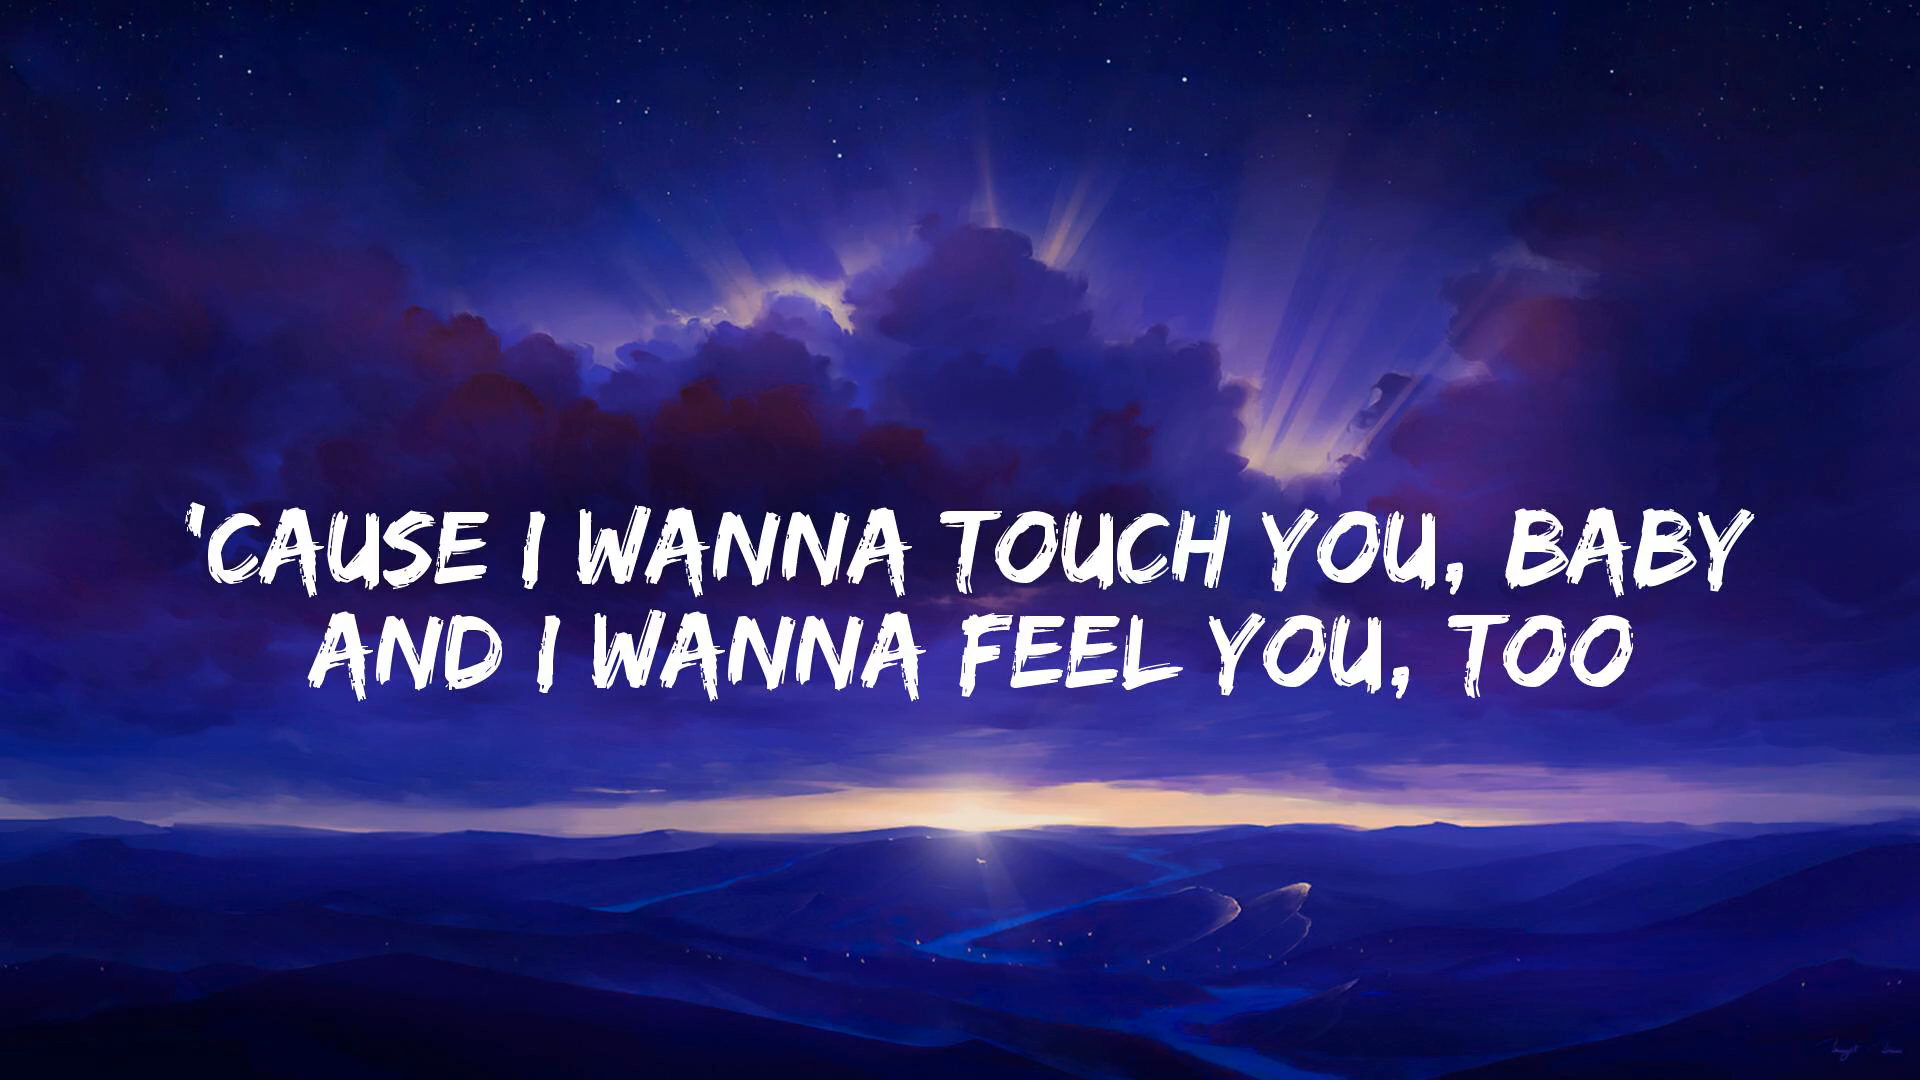 'CAUSE I WANNA TOUCH YOU, BABY
AND I WANNA FEEL YOU, TOO